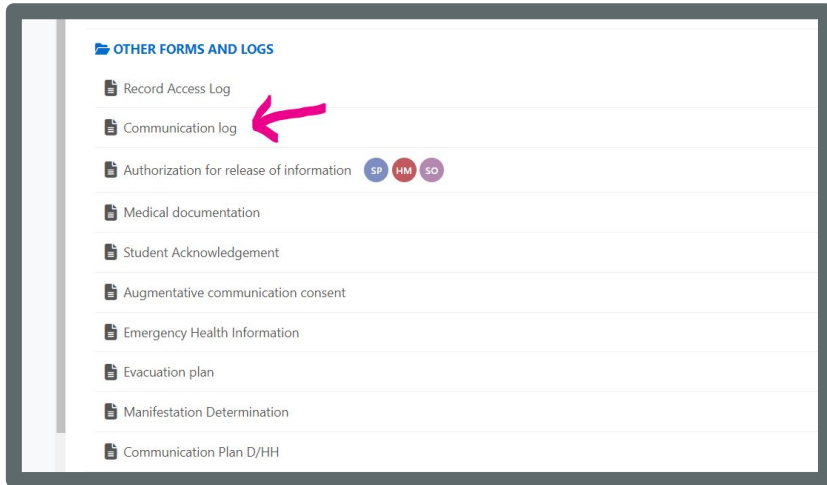 OTHER FORMS AND LOGS
Record Access Log
Communication log
Authorization for release of information SP HM SO
Medical documentation
Student Acknowledgement
Augmentative communication consent
Emergency Health Information
Evacuation plan
Manifestation Determination
Communication Plan D/HH